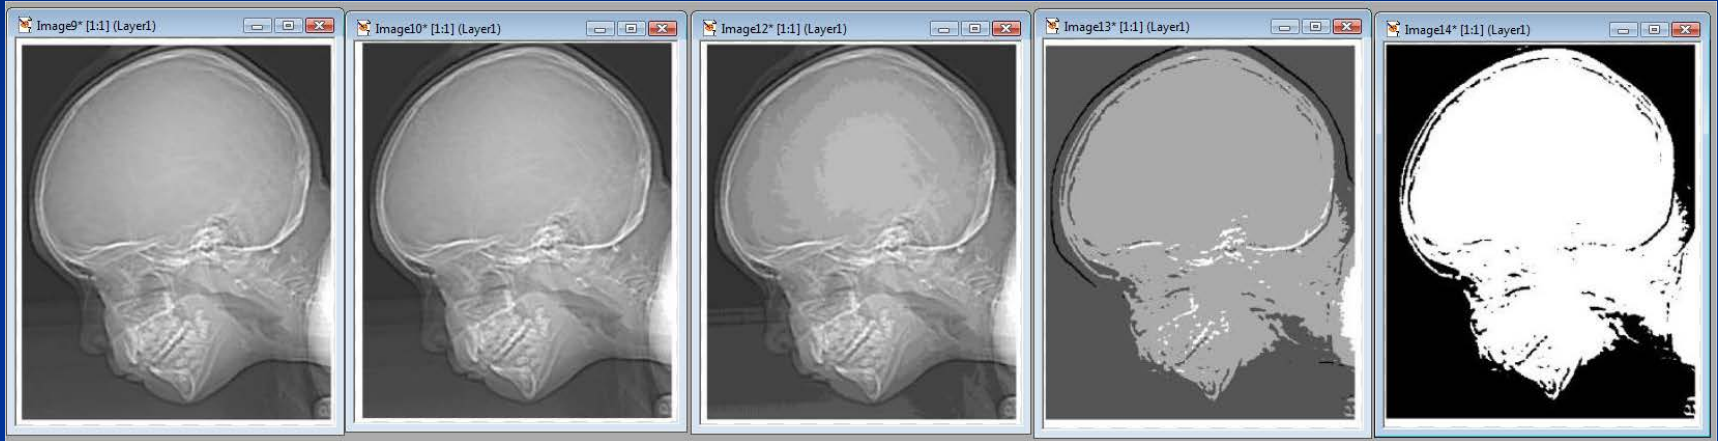 Image9* [1:1] (Layer1)
Image10* [1:1] (Layer1)
Image12* [1:1] (Layer1)
Image13* [1:1] (Layer1)
Image14* [1:1] (Layer1)